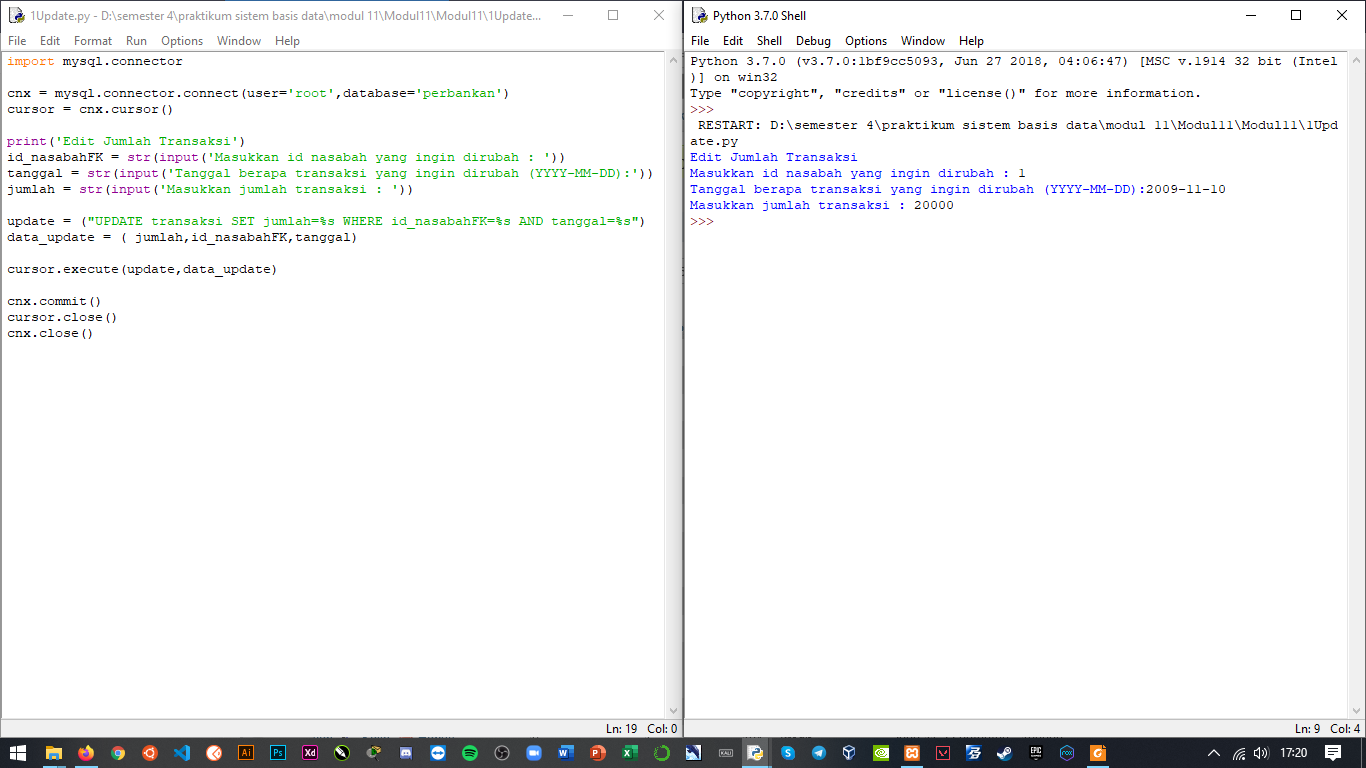 1Update.py - D:\semester 4\praktikum sistem basis data\modul 11\Modul11\Modul11\1Update...
File Edit Format Run Options Window Help
import mysql.connector
cnx = mysql.connector.connect(user='root',database='perbankan')
cursor = cnx.cursor()
print('Edit Jumlah Transaksi')
id_nasabahFK = str(input('Masukkan id nasabah yang ingin dirubah : '))
tanggal = str(input('Tanggal berapa transaksi yang ingin dirubah (YYYY-MM-DD):'))
jumlah = str(input('Masukkan jumlah transaksi : '))
update = ("UPDATE transaksi SET jumlah=%s WHERE id_nasabahFK=%s AND tanggal=%s")
data_update = ( jumlah,id_nasabahFK,tanggal)
cursor.execute(update,data_update)
cnx.commit()
cursor.close()
cnx.close()
Ln: 19 Col: 0
Python 3.7.0 Shell
File Edit Shell Debug Options Window Help
Python 3.7.0 (v3.7.0:1bf9cc5093, Jun 27 2018, 04:06:47) [MSC v.1914 32 bit (Intel
)] on win32
Type "copyright", "credits" or "license()" for more information.
>>>
RESTART: D:\semester 4\praktikum sistem basis data\modul 11\Modul11\Modul11\1Upd
ate.py
Edit Jumlah Transaksi
Masukkan id nasabah yang ingin dirubah : 1
Tanggal berapa transaksi yang ingin dirubah (YYYY-MM-DD):2009-11-10
Masukkan jumlah transaksi : 20000
>>>
Ln: 9 Col: 4
Ai Ps Xd KALI EPIC 17:20